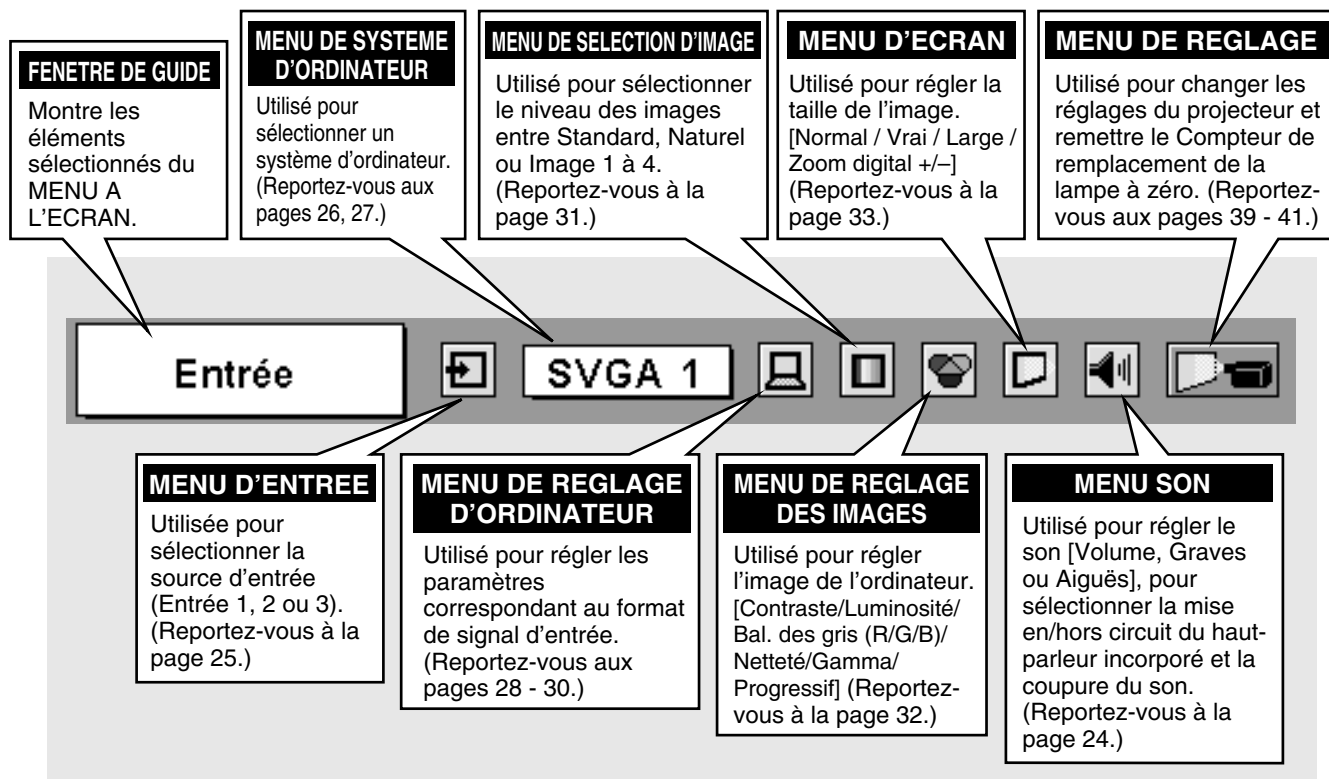 FENETRE DE GUIDE
Montre les
éléments
sélectionnés du
MENU A
L'ECRAN.
MENU DE SYSTEME
D'ORDINATEUR
Utilisé pour
sélectionner un
système d'ordinateur.
(Reportez-vous aux
pages 26, 27.)
MENU DE SELECTION D'IMAGE
Utilisé pour sélectionner
le niveau des images
entre Standard, Naturel
ou Image 1 à 4.
(Reportez-vous à la
page 31.)
MENU D'ECRAN
Utilisé pour régler la
taille de l'image.
[Normal / Vrai / Large /
Zoom digital +/–]
(Reportez-vous à la
page 33.)
MENU DE REGLAGE
Utilisé pour changer les
réglages du projecteur et
remettre le Compteur de
remplacement de la
lampe à zéro. (Reportez-
vous aux pages 39 - 41.)
Entrée
SVGA 1
MENU D'ENTREE
Utilisée pour
sélectionner la
source d'entrée
(Entrée 1, 2 ou 3).
(Reportez-vous à la
page 25.)
MENU DE REGLAGE
D'ORDINATEUR
Utilisé pour régler les
paramètres
correspondant au format
de signal d'entrée.
(Reportez-vous aux
pages 28 - 30.)
MENU DE REGLAGE
DES IMAGES
Utilisé pour régler
l'image de l'ordinateur.
[Contraste/Luminosité/
Bal. des gris (R/G/B)/
Netteté/Gamma/
Progressif] (Reportez-
vous à la page 32.)
MENU SON
Utilisé pour régler le
son [Volume, Graves
ou Aiguës], pour
sélectionner la mise
en/hors circuit du haut-
parleur incorporé et la
coupure du son.
(Reportez-vous à la
page 24.)